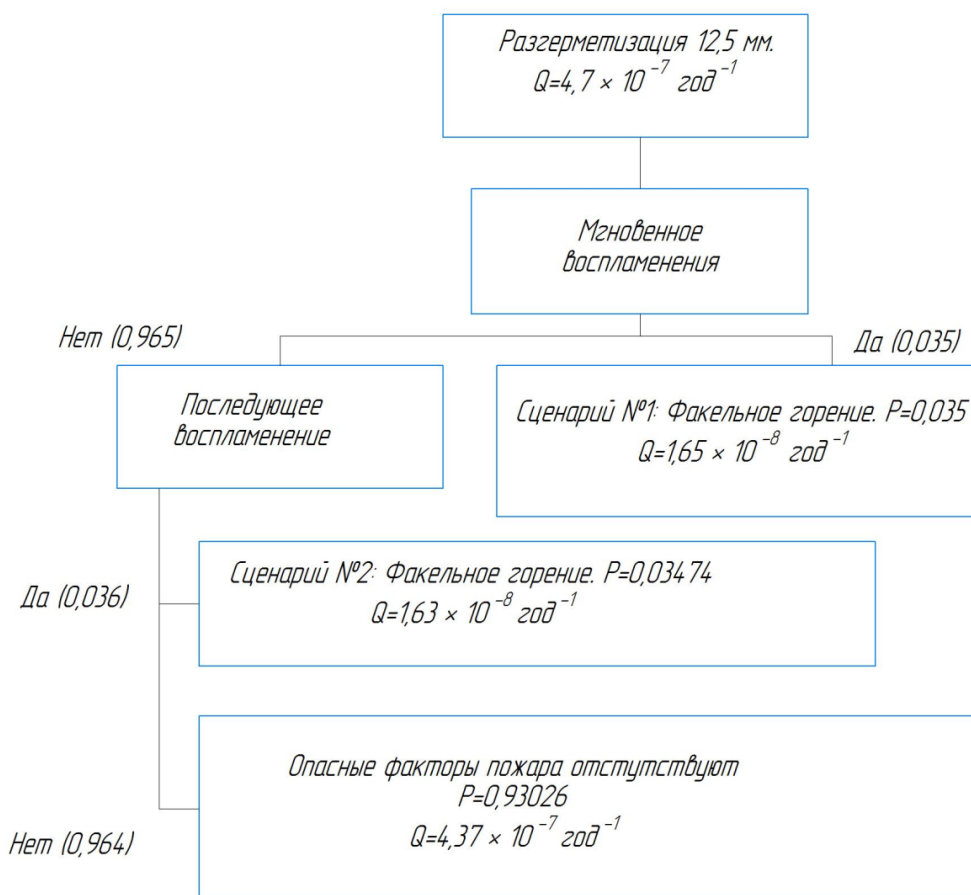 Разгерметизация 12,5 мм.
Q=4,7 × 10⁻⁷ год⁻¹
Мгновенное
воспламенения
Нет (0,965)
Да (0,035)
Последующее
воспламенение
Сценарий №1: Факельное горение. P=0,035
Q=1,65 × 10⁻⁸ год⁻¹
Да (0,036)
Сценарий №2: Факельное горение. P=0,03474
Q=1,63 × 10⁻⁸ год⁻¹
Опасные факторы пожара отстутствуют
P=0,93026
Q=4,37 × 10⁻⁷ год⁻¹
Нет (0,964)